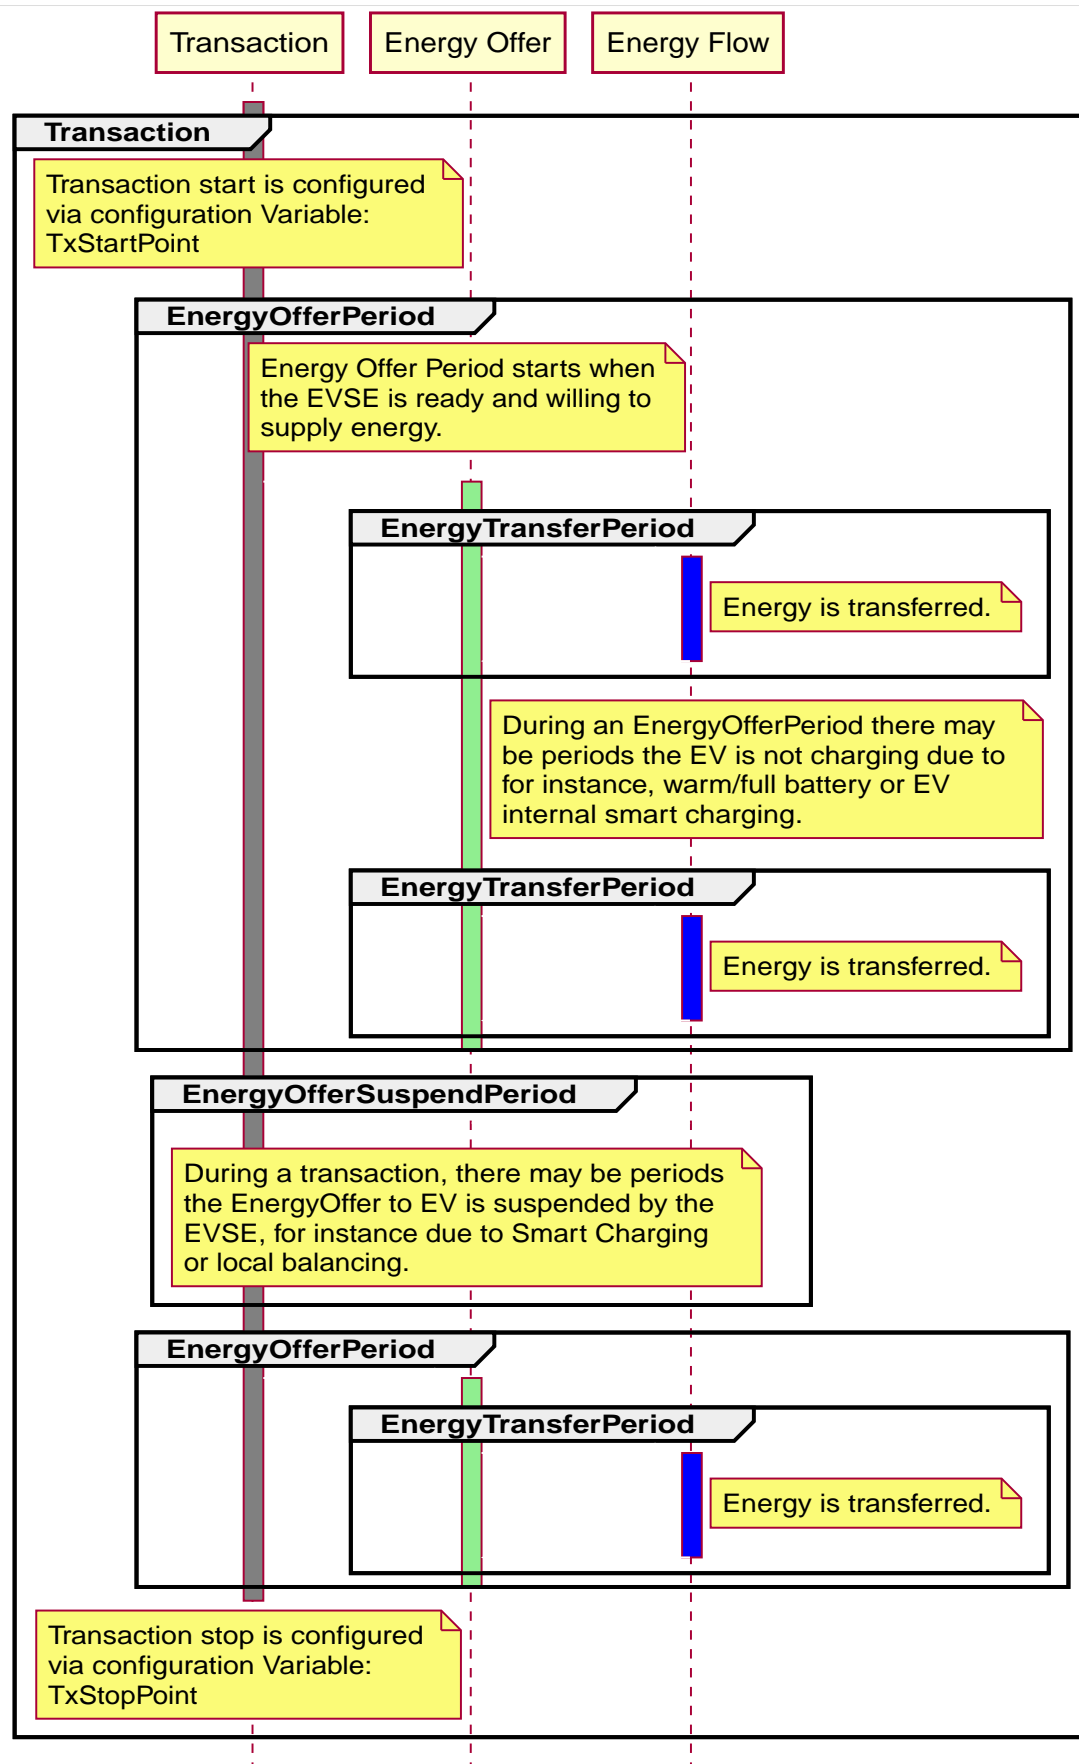 Transaction
Energy Offer
Energy Flow
Transaction
Transaction start is configured
via configuration Variable:
TxStartPoint
EnergyOfferPeriod
Energy Offer Period starts when
the EVSE is ready and willing to
supply energy.
EnergyTransferPeriod
Energy is transferred.
During an EnergyOfferPeriod there may
be periods the EV is not charging due to
for instance, warm/full battery or EV
internal smart charging.
EnergyTransferPeriod
Energy is transferred.
EnergyOfferSuspendPeriod
During a transaction, there may be periods
the EnergyOffer to EV is suspended by the
EVSE, for instance due to Smart Charging
or local balancing.
EnergyOfferPeriod
EnergyTransferPeriod
Energy is transferred.
Transaction stop is configured
via configuration Variable:
TxStopPoint